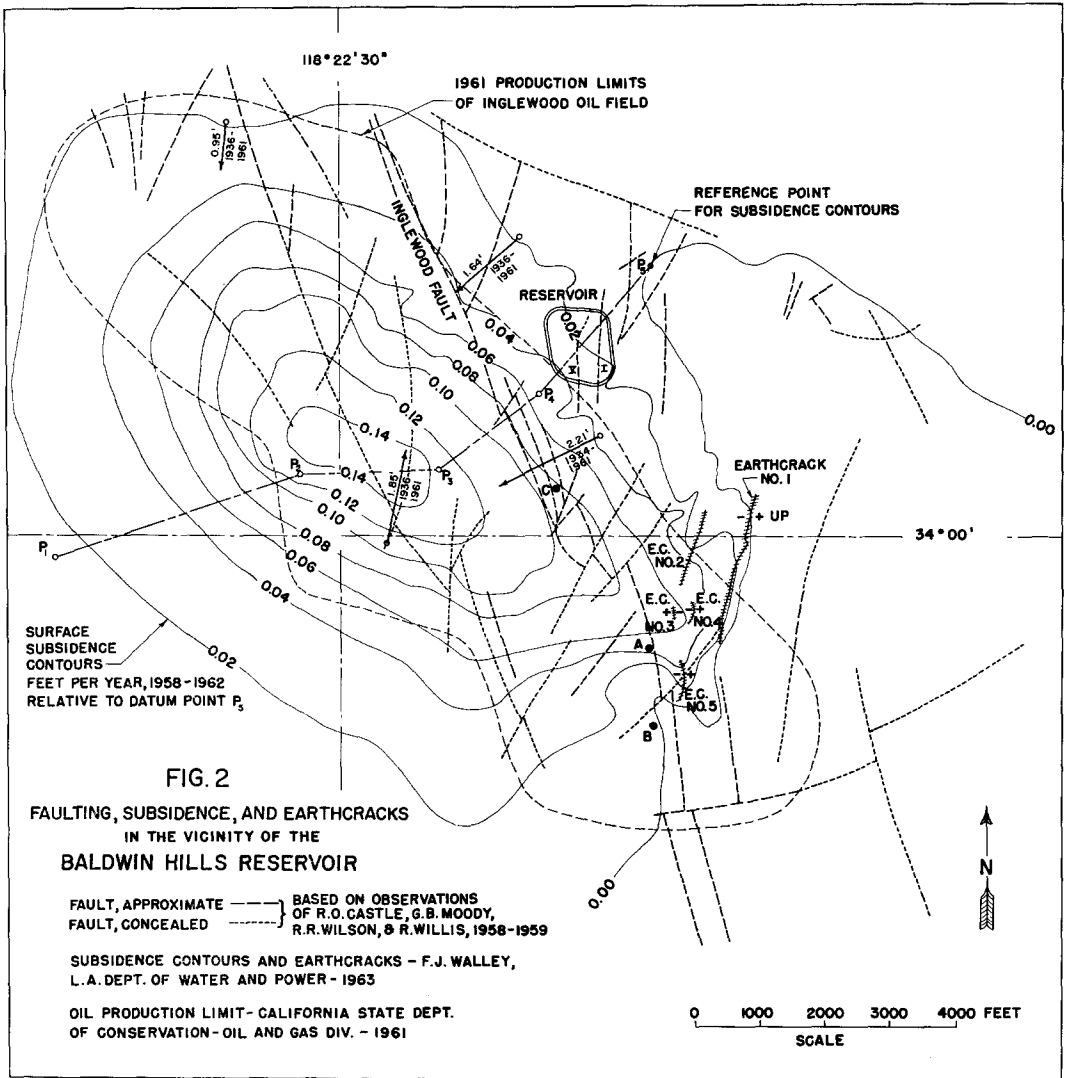 118° 22' 30"
1961 PRODUCTION LIMITS
OF INGLEWOOD OIL FIELD
0.95'
1936-
1961
REFERENCE POINT
FOR SUBSIDENCE CONTOURS
INGLEWOOD FAULT
1.64'
1936-
1961
P5
RESERVOIR
0.02
V I
0.04
0.06
0.08
0.10
0.12
0.14
P4
0.00
2.21'
1934-
1961
P2
0.14
P3
1.85'
1936-
1961
EARTHCRACK
NO. 1
0.12
0.10
0.08
0.06
0.04
C
- + UP
P1
34° 00'
E.C.
NO.2
E.C.
NO.3
+ -
E.C.
NO.4
- +
A
- +
E.C.
NO.5
B
SURFACE
SUBSIDENCE
CONTOURS
FEET PER YEAR, 1958-1962
RELATIVE TO DATUM POINT P5
0.02
0.00
FIG. 2
FAULTING, SUBSIDENCE, AND EARTHCRACKS
IN THE VICINITY OF THE
BALDWIN HILLS RESERVOIR
FAULT, APPROXIMATE
FAULT, CONCEALED
BASED ON OBSERVATIONS
OF R.O. CASTLE, G.B. MOODY,
R.R. WILSON, & R. WILLIS, 1958-1959
SUBSIDENCE CONTOURS AND EARTHCRACKS - F.J. WALLEY,
L.A. DEPT. OF WATER AND POWER - 1963
OIL PRODUCTION LIMIT - CALIFORNIA STATE DEPT.
OF CONSERVATION - OIL AND GAS DIV. - 1961
N
0 1000 2000 3000 4000 FEET
SCALE